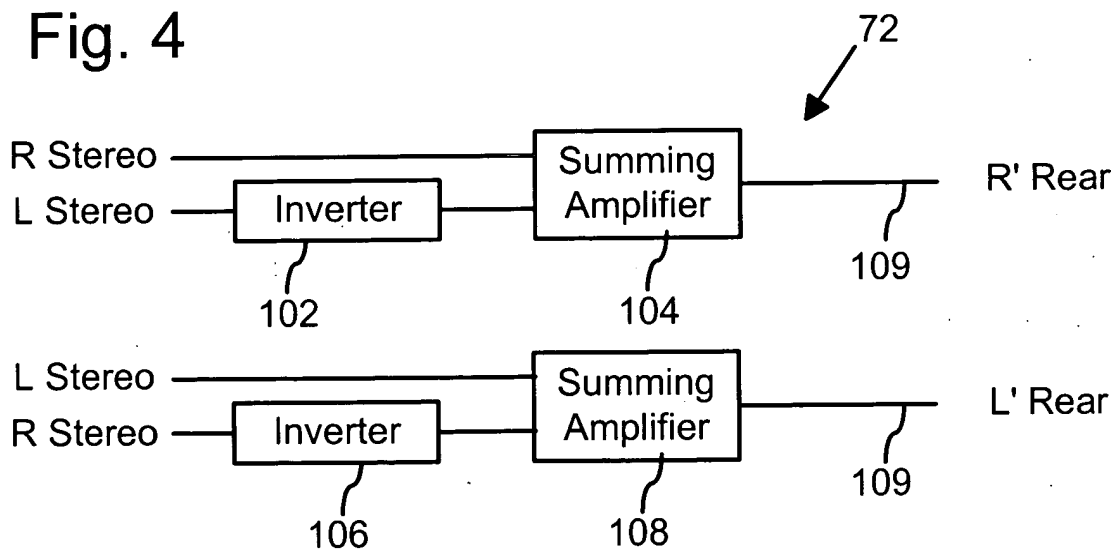 Fig. 4
72
R Stereo
L Stereo
Inverter
Summing
Amplifier
R' Rear
102
104
109
L Stereo
R Stereo
Inverter
Summing
Amplifier
L' Rear
106
108
109